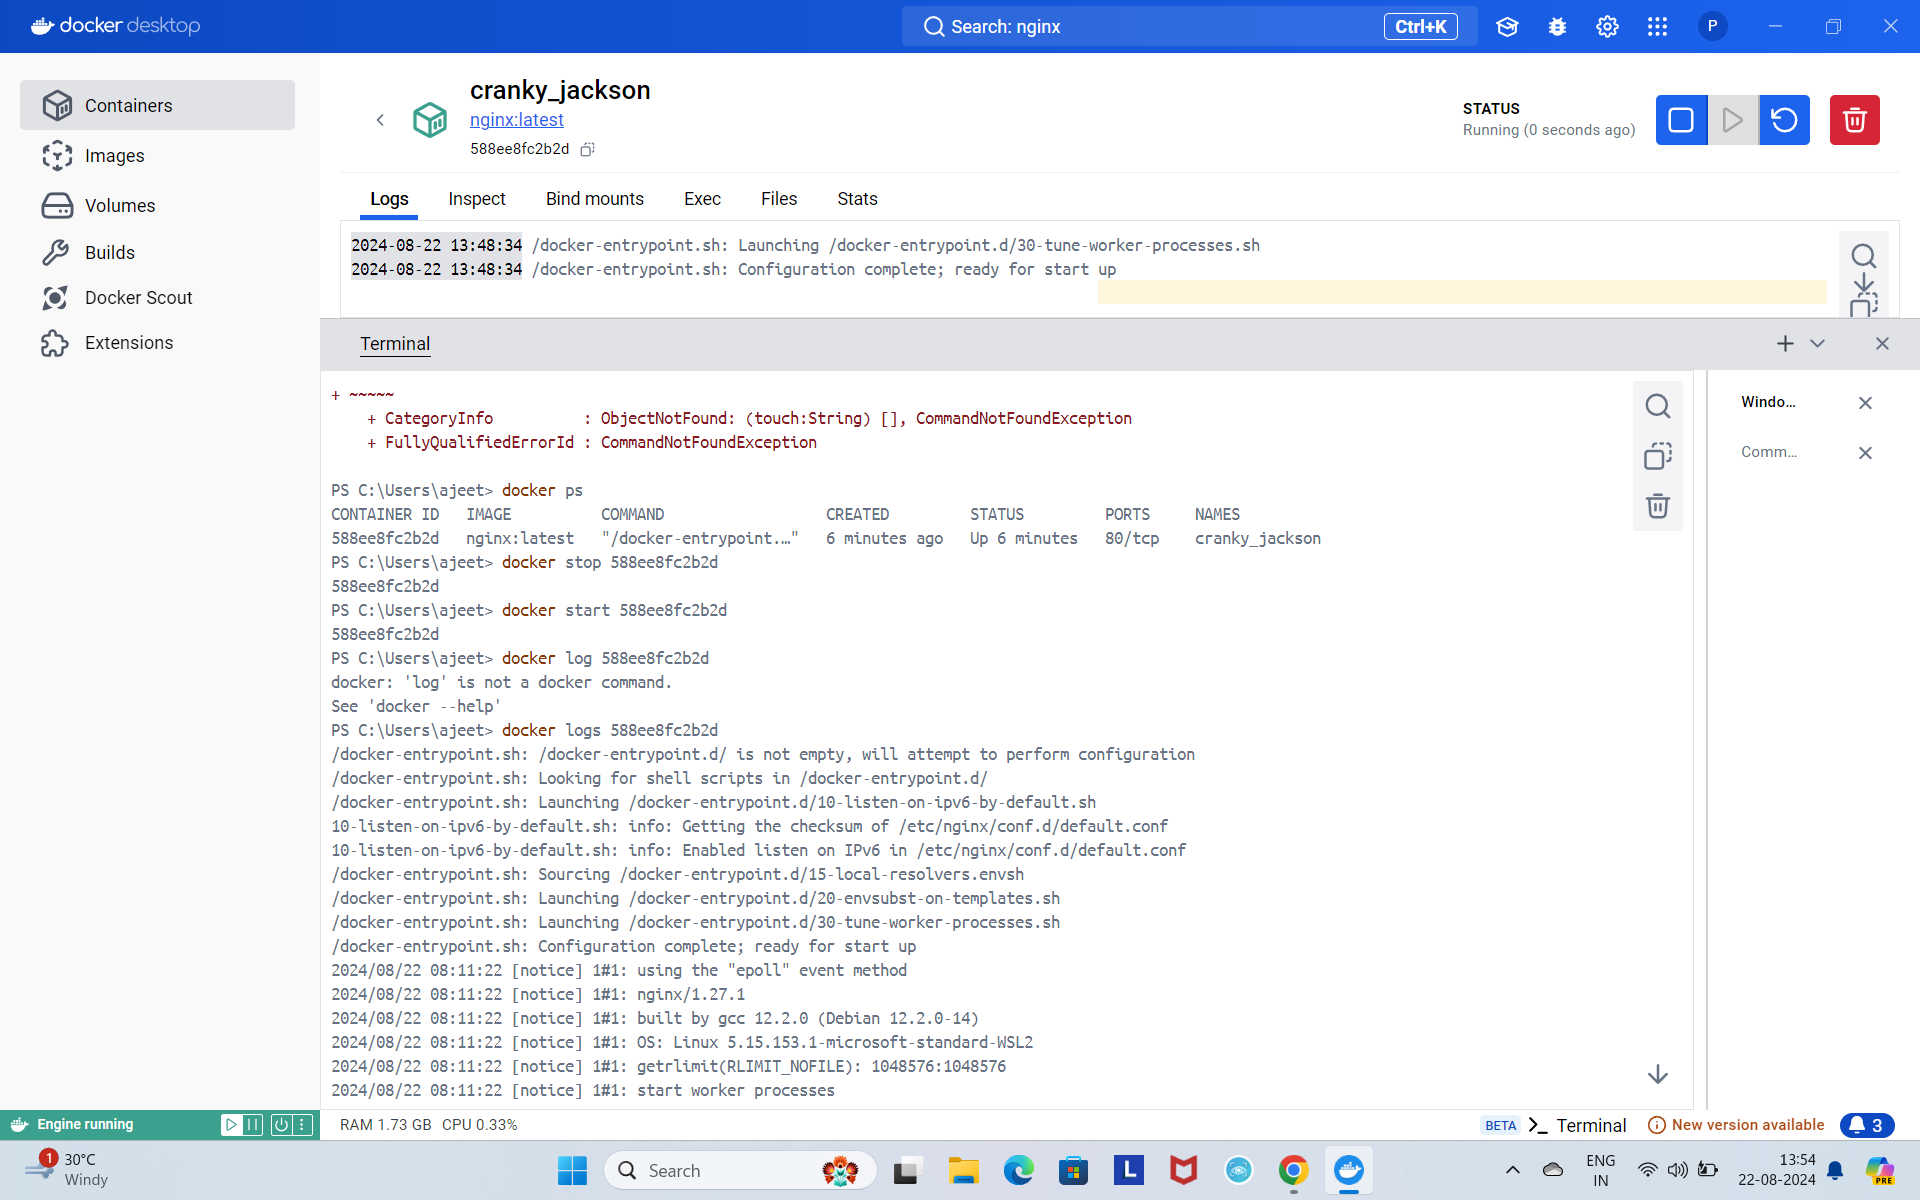 docker desktop
Search: nginx
Ctrl+K
P
Containers
Images
Volumes
Builds
Docker Scout
Extensions
cranky_jackson
nginx:latest
588ee8fc2b2d
STATUS
Running (0 seconds ago)
Logs Inspect Bind mounts Exec Files Stats
2024-08-22 13:48:34 /docker-entrypoint.sh: Launching /docker-entrypoint.d/30-tune-worker-processes.sh
2024-08-22 13:48:34 /docker-entrypoint.sh: Configuration complete; ready for start up
Terminal
+ ~~~~~
+ CategoryInfo : ObjectNotFound: (touch:String) [], CommandNotFoundException
+ FullyQualifiedErrorId : CommandNotFoundException
PS C:\Users\ajeet> docker ps
CONTAINER ID IMAGE COMMAND CREATED STATUS PORTS NAMES
588ee8fc2b2d nginx:latest "/docker-entrypoint.…" 6 minutes ago Up 6 minutes 80/tcp cranky_jackson
PS C:\Users\ajeet> docker stop 588ee8fc2b2d
588ee8fc2b2d
PS C:\Users\ajeet> docker start 588ee8fc2b2d
588ee8fc2b2d
PS C:\Users\ajeet> docker log 588ee8fc2b2d
docker: 'log' is not a docker command.
See 'docker --help'
PS C:\Users\ajeet> docker logs 588ee8fc2b2d
/docker-entrypoint.sh: /docker-entrypoint.d/ is not empty, will attempt to perform configuration
/docker-entrypoint.sh: Looking for shell scripts in /docker-entrypoint.d/
/docker-entrypoint.sh: Launching /docker-entrypoint.d/10-listen-on-ipv6-by-default.sh
10-listen-on-ipv6-by-default.sh: info: Getting the checksum of /etc/nginx/conf.d/default.conf
10-listen-on-ipv6-by-default.sh: info: Enabled listen on IPv6 in /etc/nginx/conf.d/default.conf
/docker-entrypoint.sh: Sourcing /docker-entrypoint.d/15-local-resolvers.envsh
/docker-entrypoint.sh: Launching /docker-entrypoint.d/20-envsubst-on-templates.sh
/docker-entrypoint.sh: Launching /docker-entrypoint.d/30-tune-worker-processes.sh
/docker-entrypoint.sh: Configuration complete; ready for start up
2024/08/22 08:11:22 [notice] 1#1: using the "epoll" event method
2024/08/22 08:11:22 [notice] 1#1: nginx/1.27.1
2024/08/22 08:11:22 [notice] 1#1: built by gcc 12.2.0 (Debian 12.2.0-14)
2024/08/22 08:11:22 [notice] 1#1: OS: Linux 5.15.153.1-microsoft-standard-WSL2
2024/08/22 08:11:22 [notice] 1#1: getrlimit(RLIMIT_NOFILE): 1048576:1048576
2024/08/22 08:11:22 [notice] 1#1: start worker processes
Windo...
Comm...
Engine running
RAM 1.73 GB CPU 0.33%
BETA
Terminal
New version available
3
1
30°C
Windy
Search
L
ENG
IN
13:54
22-08-2024
PRE